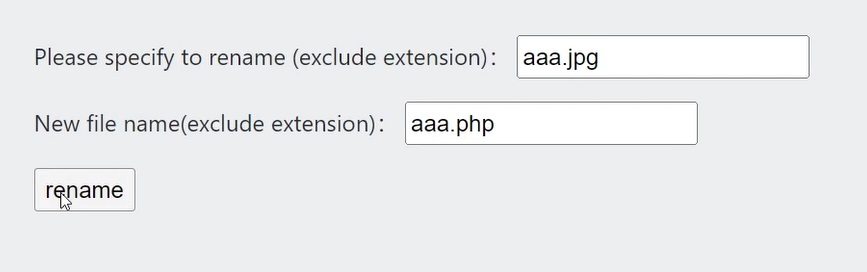 Please specify to rename (exclude extension): aaa.jpg
New file name(exclude extension): aaa.php
rename